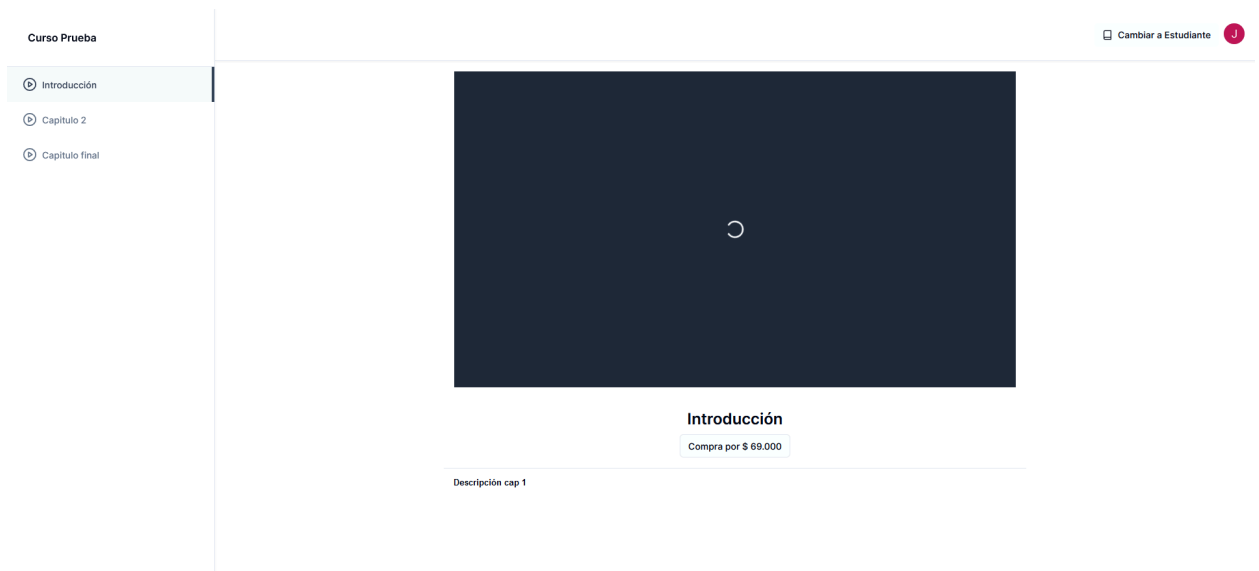 Curso Prueba
Cambiar a Estudiante
J
Introducción
Capitulo 2
Capitulo final
Introducción
Compra por $ 69.000
Descripción cap 1